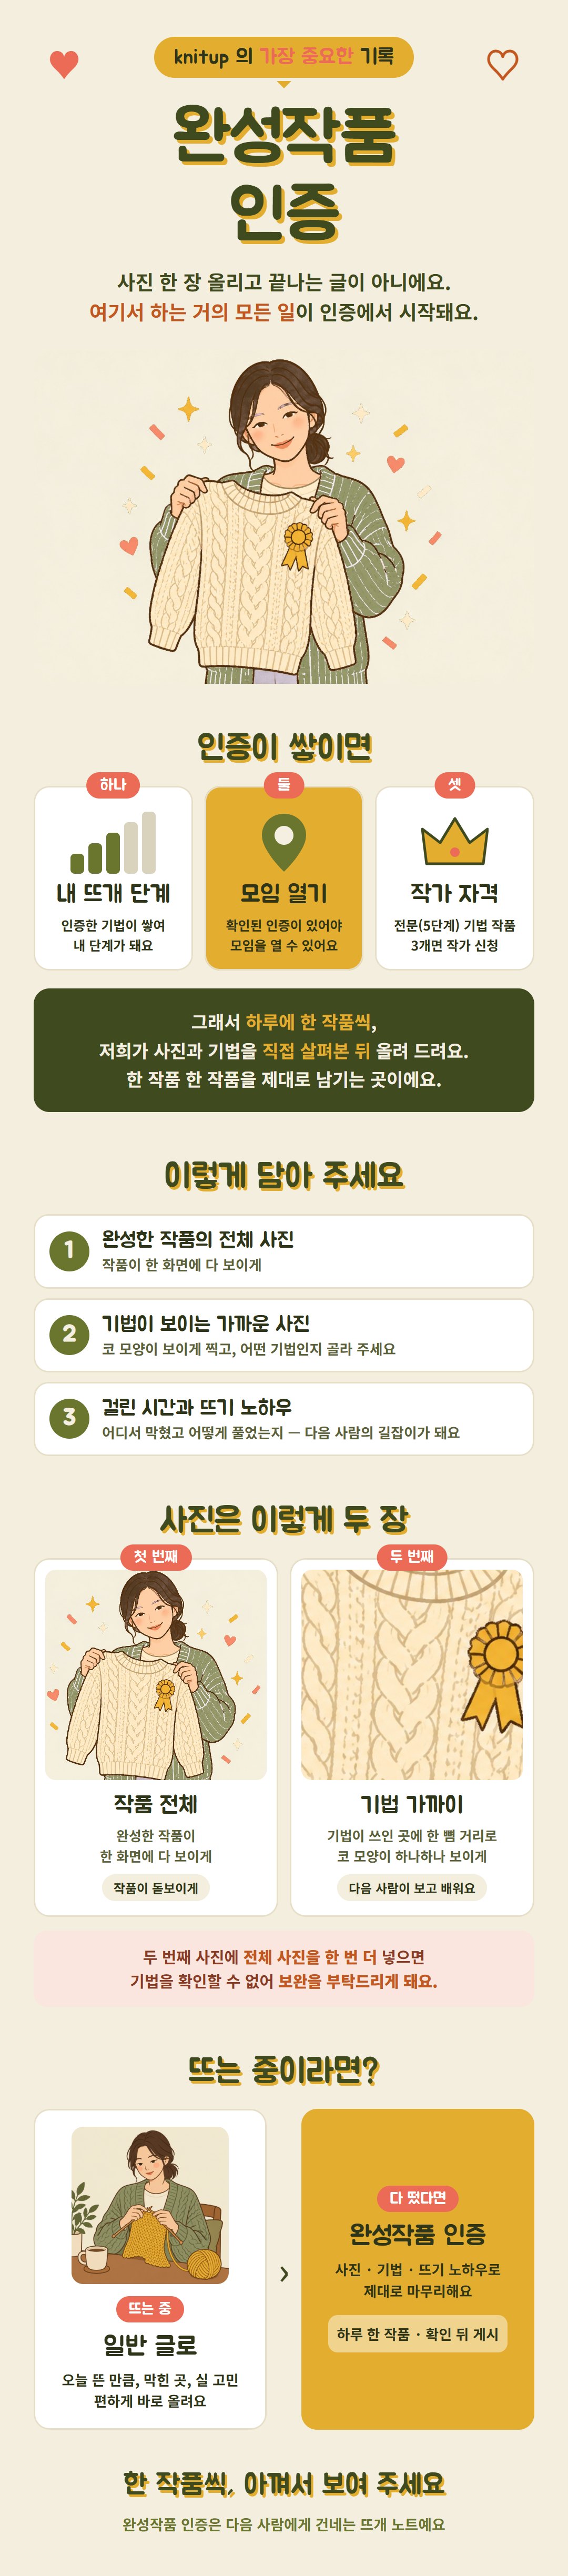 knitup 의 가장 중요한 기록
완성작품
인증
사진 한 장 올리고 끝나는 글이 아니에요.
여기서 하는 거의 모든 일이 인증에서 시작돼요.
인증이 쌓이면
하나
내 뜨개 단계
인증한 기법이 쌓여
내 단계가 돼요
둘
모임 열기
확인된 인증이 있어야
모임을 열 수 있어요
셋
작가 자격
전문(5단계) 기법 작품
3개면 작가 신청
그래서 하루에 한 작품씩,
저희가 사진과 기법을 직접 살펴본 뒤 올려 드려요.
한 작품 한 작품을 제대로 남기는 곳이에요.
이렇게 담아 주세요
1
완성한 작품의 전체 사진
작품이 한 화면에 다 보이게
2
기법이 보이는 가까운 사진
코 모양이 보이게 찍고, 어떤 기법인지 골라 주세요
3
걸린 시간과 뜨기 노하우
어디서 막혔고 어떻게 풀었는지 — 다음 사람의 길잡이가 돼요
사진은 이렇게 두 장
첫 번째
작품 전체
완성한 작품이
한 화면에 다 보이게
작품이 돋보이게
두 번째
기법 가까이
기법이 쓰인 곳에 한 뼘 거리로
코 모양이 하나하나 보이게
다음 사람이 보고 배워요
두 번째 사진에 전체 사진을 한 번 더 넣으면
기법을 확인할 수 없어 보완을 부탁드리게 돼요.
뜨는 중이라면?
뜨는 중
일반 글로
오늘 뜬 만큼, 막힌 곳, 실 고민
편하게 바로 올려요
›
다 떴다면
완성작품 인증
사진 · 기법 · 뜨기 노하우로
제대로 마무리해요
하루 한 작품 · 확인 뒤 게시
한 작품씩, 아껴서 보여 주세요
완성작품 인증은 다음 사람에게 건네는 뜨개 노트예요